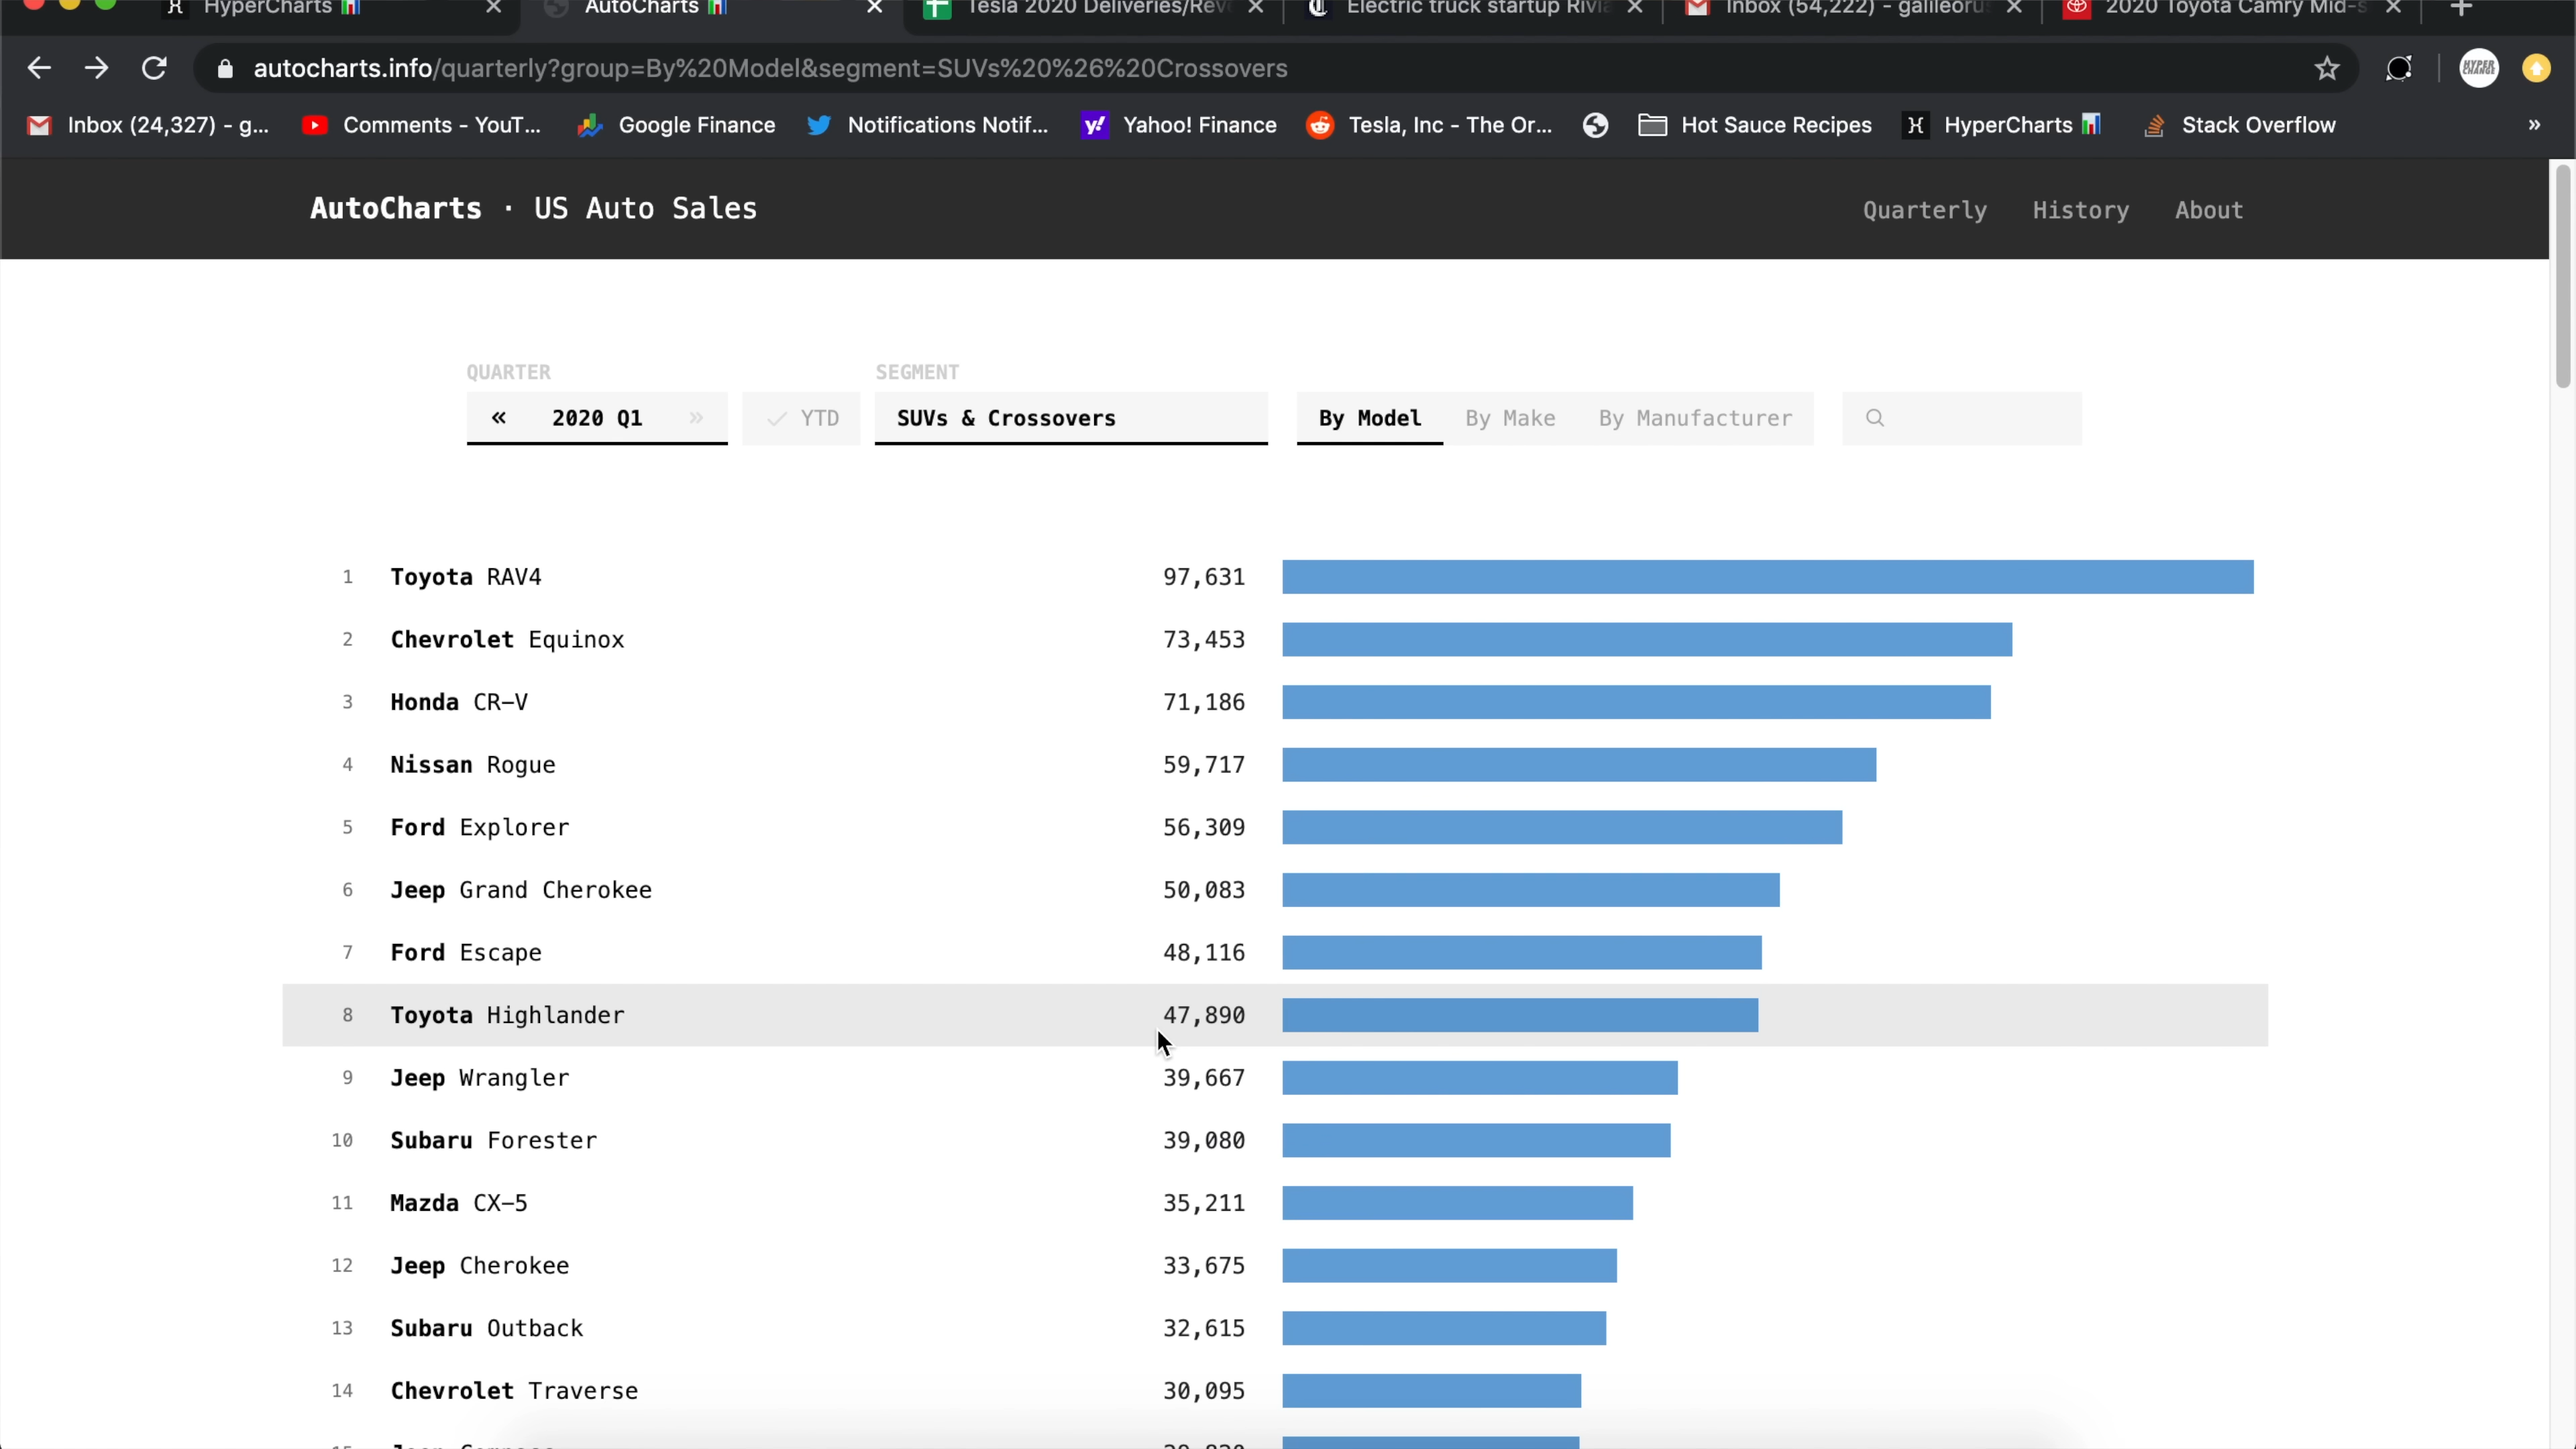 HyperCharts
AutoCharts
Tesla 2020 Deliveries/Reve
Electric truck startup Rivia
Inbox (54,222) - galileorus
2020 Toyota Camry Mid-s
autocharts.info/quarterly?group=By%20Model&segment=SUVs%20%26%20Crossovers
HYPER CHANGE
Inbox (24,327) - g...
Comments - YouT...
Google Finance
Notifications Notif...
Yahoo! Finance
Tesla, Inc - The Or...
Hot Sauce Recipes
HyperCharts
Stack Overflow
»
AutoCharts · US Auto Sales
Quarterly
History
About
QUARTER
SEGMENT
« 2020 Q1 »
YTD
SUVs & Crossovers
By Model
By Make
By Manufacturer
1 Toyota RAV4 97,631
2 Chevrolet Equinox 73,453
3 Honda CR-V 71,186
4 Nissan Rogue 59,717
5 Ford Explorer 56,309
6 Jeep Grand Cherokee 50,083
7 Ford Escape 48,116
8 Toyota Highlander 47,890
9 Jeep Wrangler 39,667
10 Subaru Forester 39,080
11 Mazda CX-5 35,211
12 Jeep Cherokee 33,675
13 Subaru Outback 32,615
14 Chevrolet Traverse 30,095